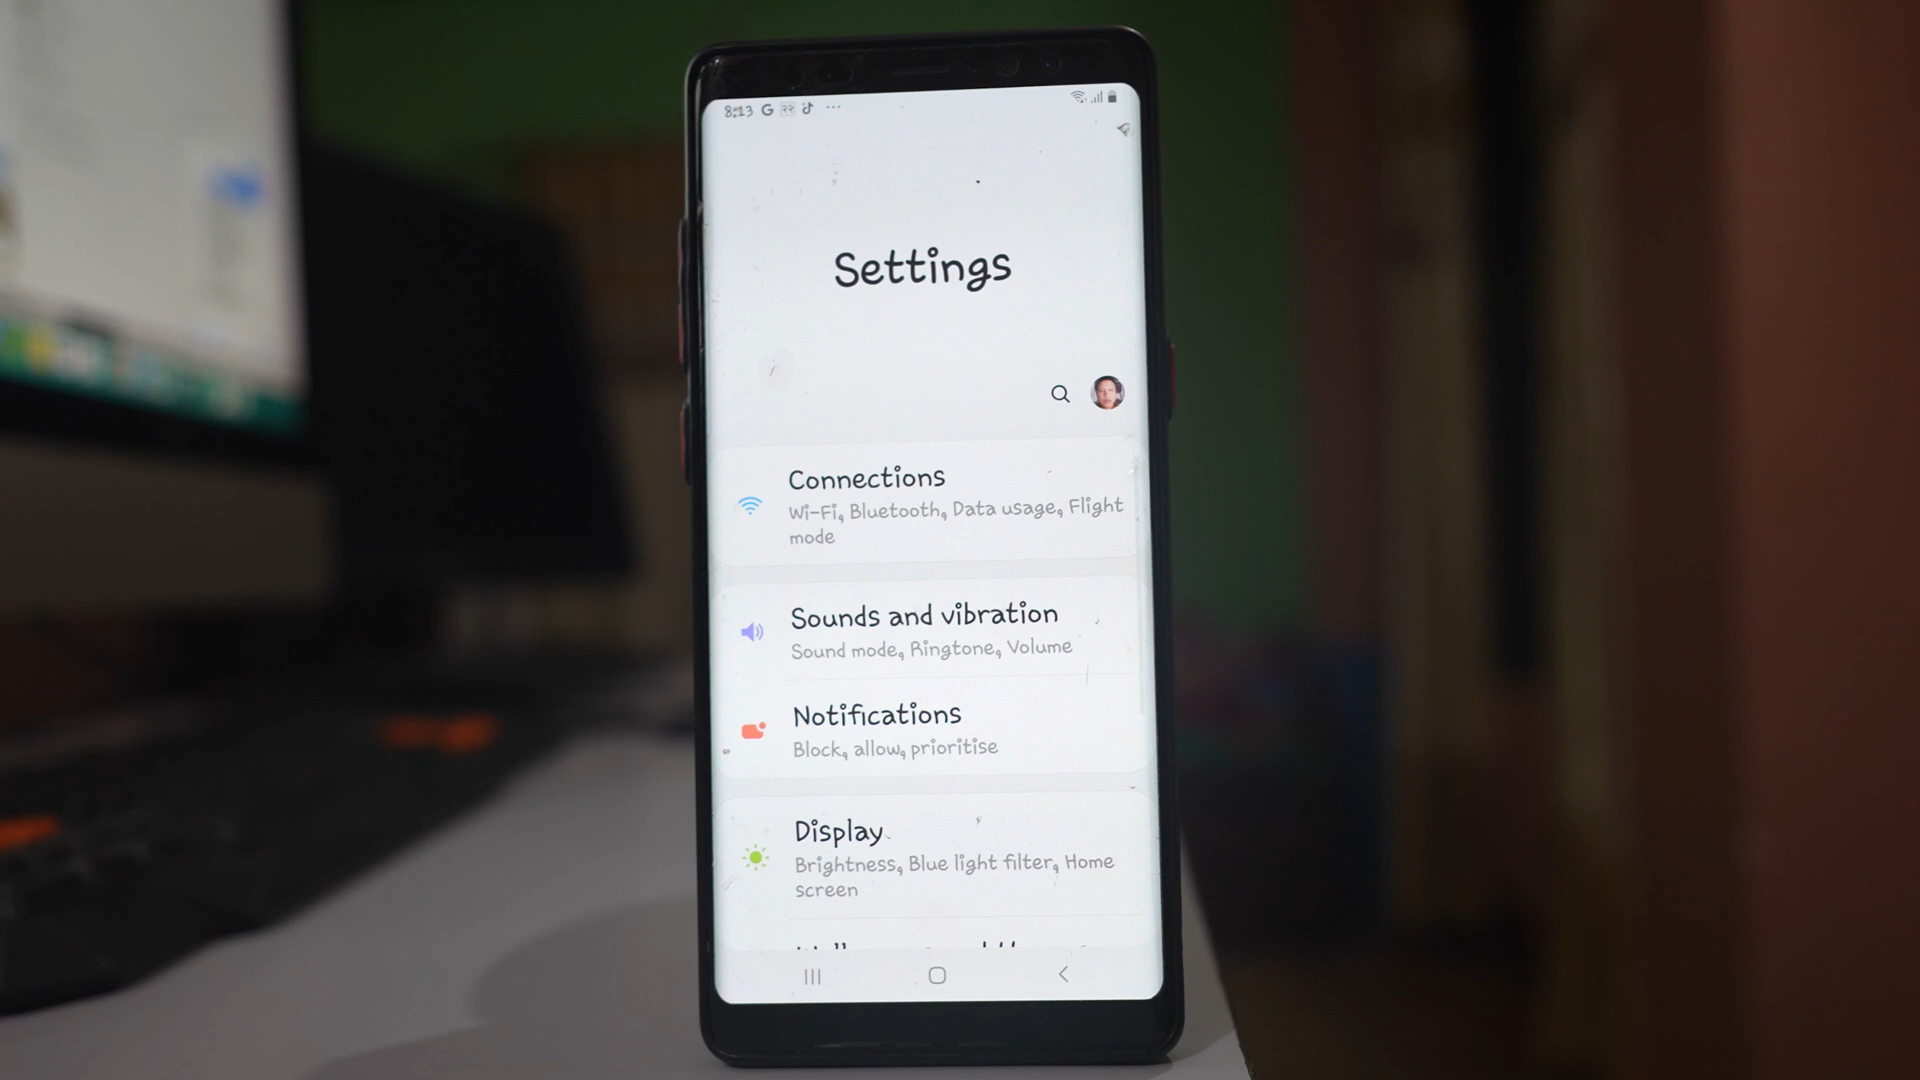 8:13 G
Settings
Connections
Wi-Fi, Bluetooth, Data usage, Flight
mode
Sounds and vibration
Sound mode, Ringtone, Volume
Notifications
Block, allow, prioritise
Display
Brightness, Blue light filter, Home
screen